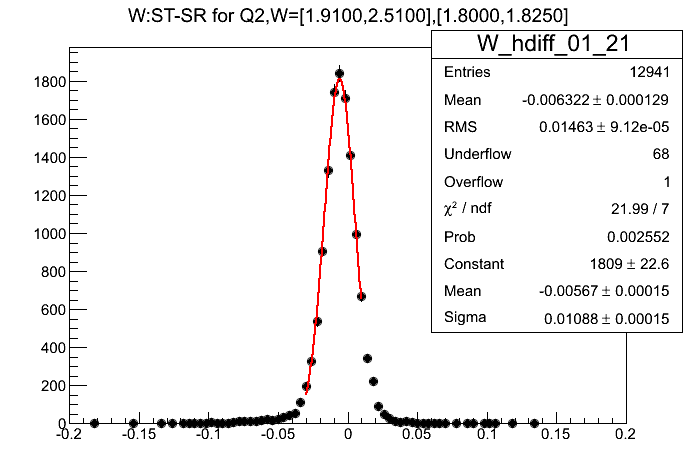 W:ST-SR for Q2,W=[1.9100,2.5100],[1.8000,1.8250]
W_hdiff_01_21
Entries 12941
Mean -0.006322 ± 0.000129
RMS 0.01463 ± 9.12e-05
Underflow 68
Overflow 1
χ² / ndf 21.99 / 7
Prob 0.002552
Constant 1809 ± 22.6
Mean -0.00567 ± 0.00015
Sigma 0.01088 ± 0.00015
1800
1600
1400
1200
1000
800
600
400
200
0
-0.2 -0.15 -0.1 -0.05 0 0.05 0.1 0.15 0.2